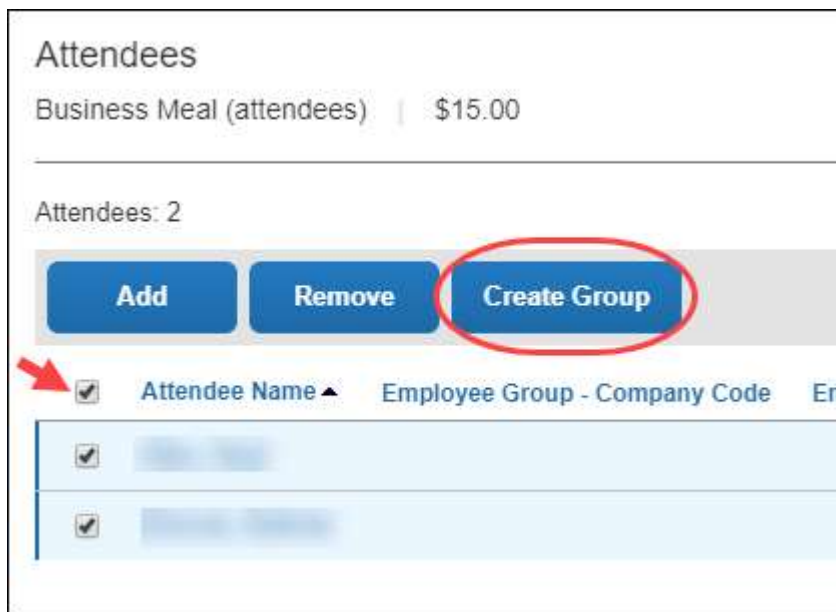 Attendees
Business Meal (attendees) | $15.00
Attendees: 2
Add Remove Create Group
Attendee Name Employee Group - Company Code